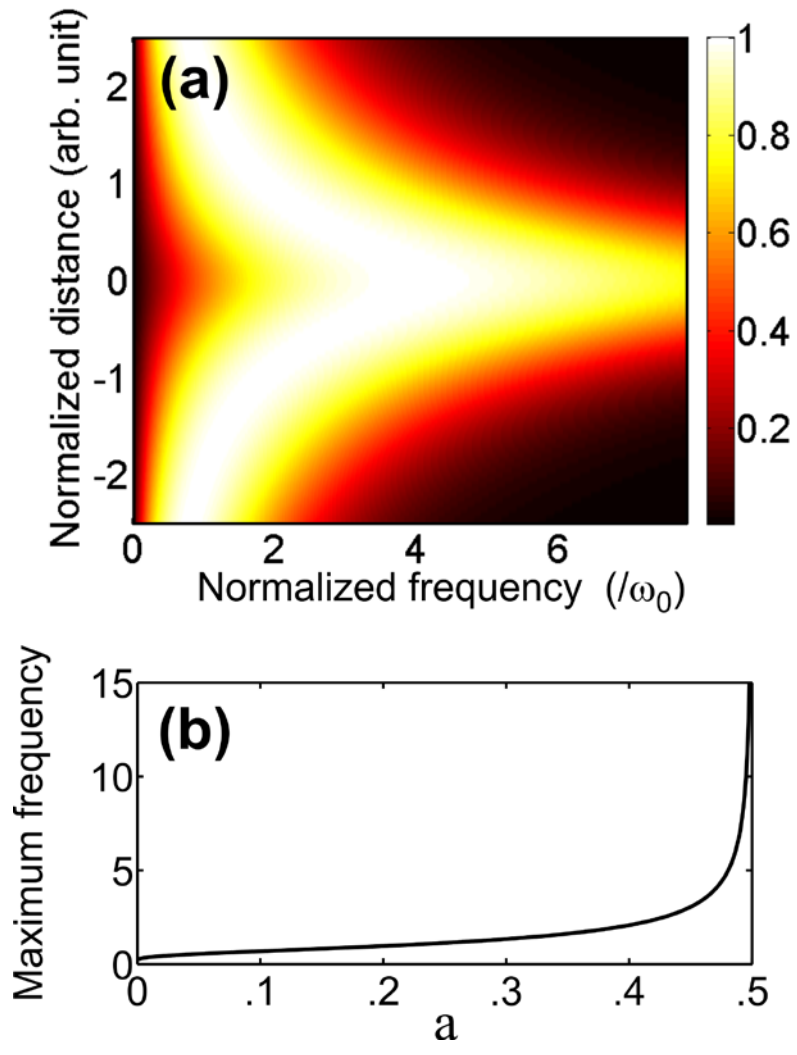 (a)
Normalized distance (arb. unit)
2
1
0
-1
-2
0 2 4 6
Normalized frequency (/ω₀)
1
0.8
0.6
0.4
0.2
(b)
Maximum frequency
15
10
5
0
0 .1 .2 .3 .4 .5
a